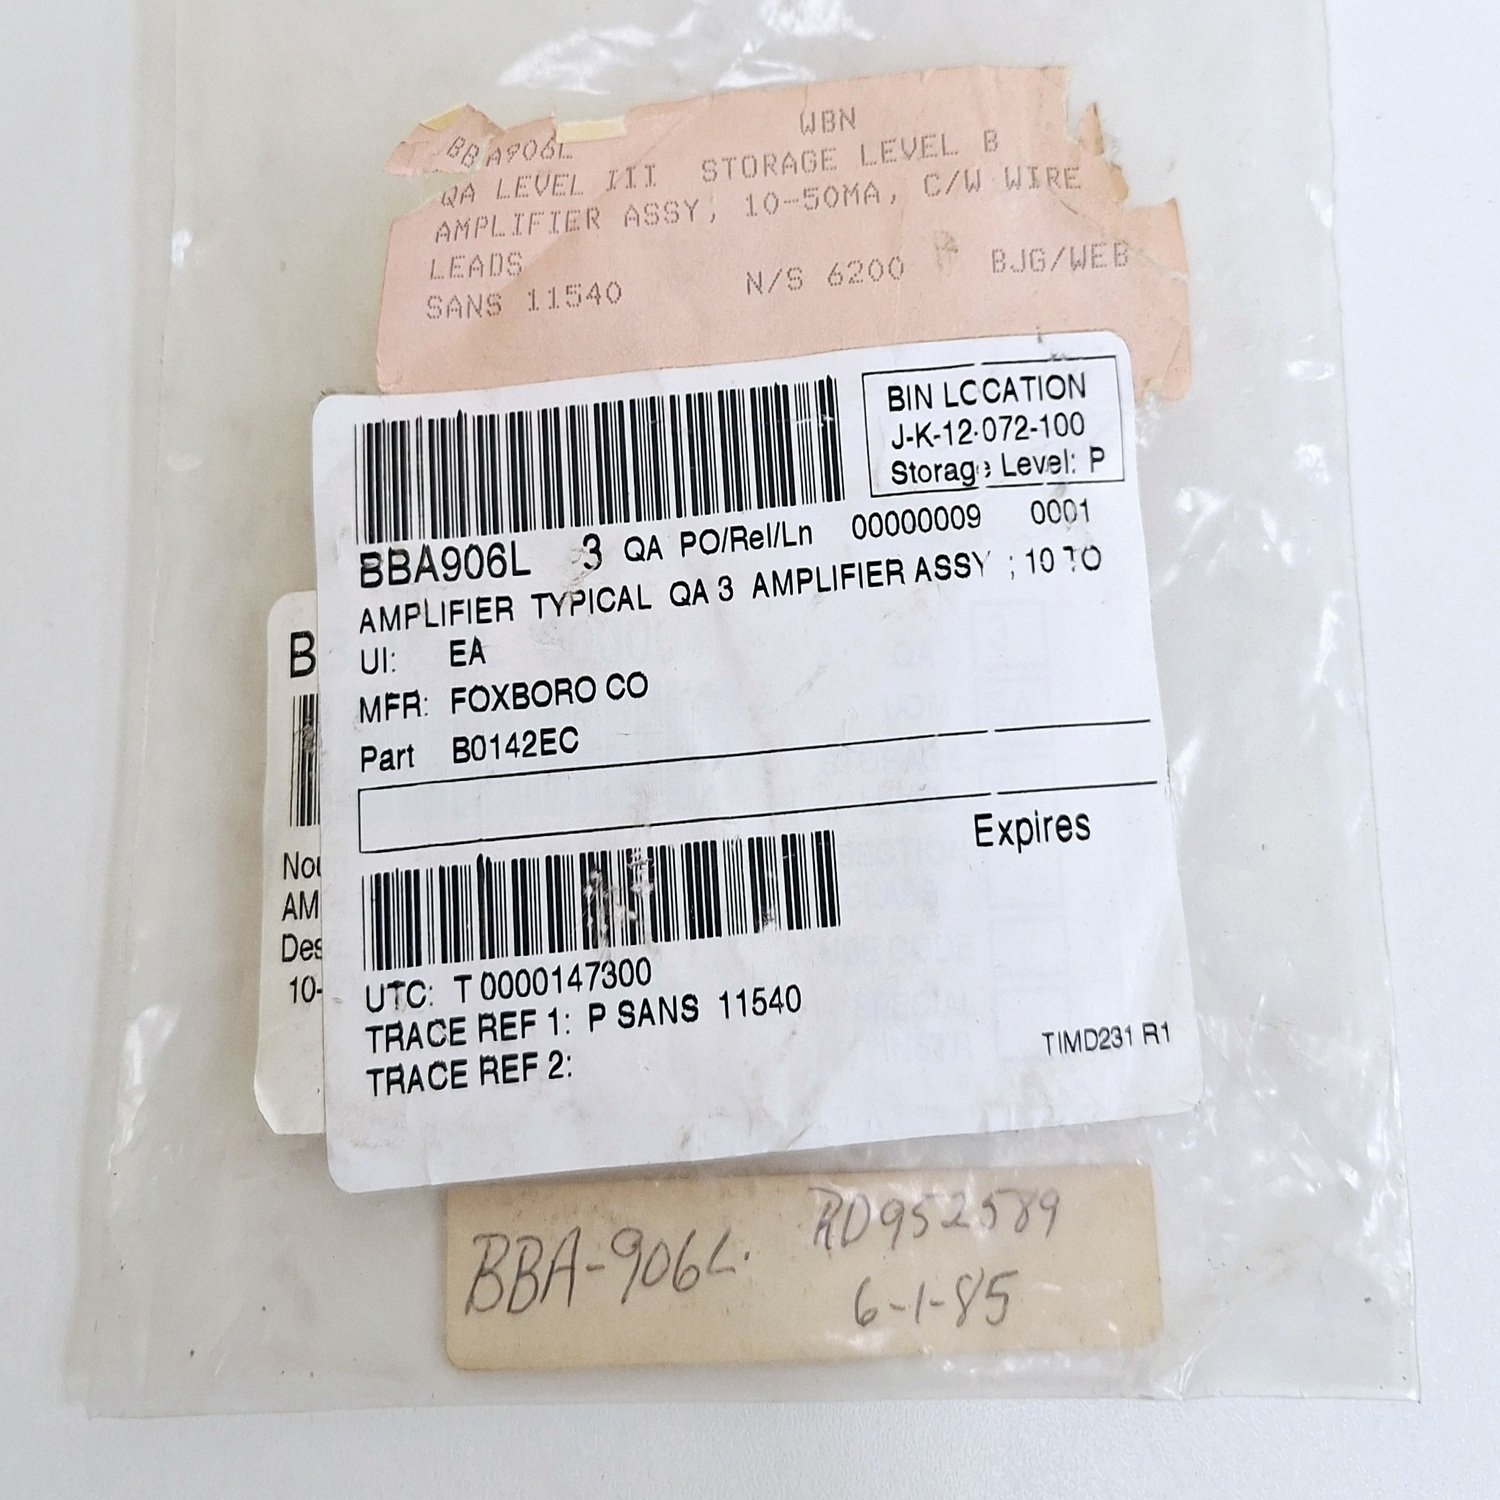 BBA906L WBN
QA LEVEL III STORAGE LEVEL B
AMPLIFIER ASSY, 10-50MA, C/W WIRE
LEADS
SANS 11540 N/S 6200 BJG/WEB
BIN LOCATION
J-K-12-072-100
Storage Level: P
BBA906L 3 QA PO/Rel/Ln 00000009 0001
AMPLIFIER TYPICAL QA 3 AMPLIFIER ASSY ; 10 TO
UI: EA
MFR: FOXBORO CO
Part B0142EC
Expires
UTC: T0000147300
TRACE REF 1: P SANS 11540
TRACE REF 2:
TIMD231 R1
B
Nou
AM
Des
10-
BBA-906L. RD952589
6-1-85